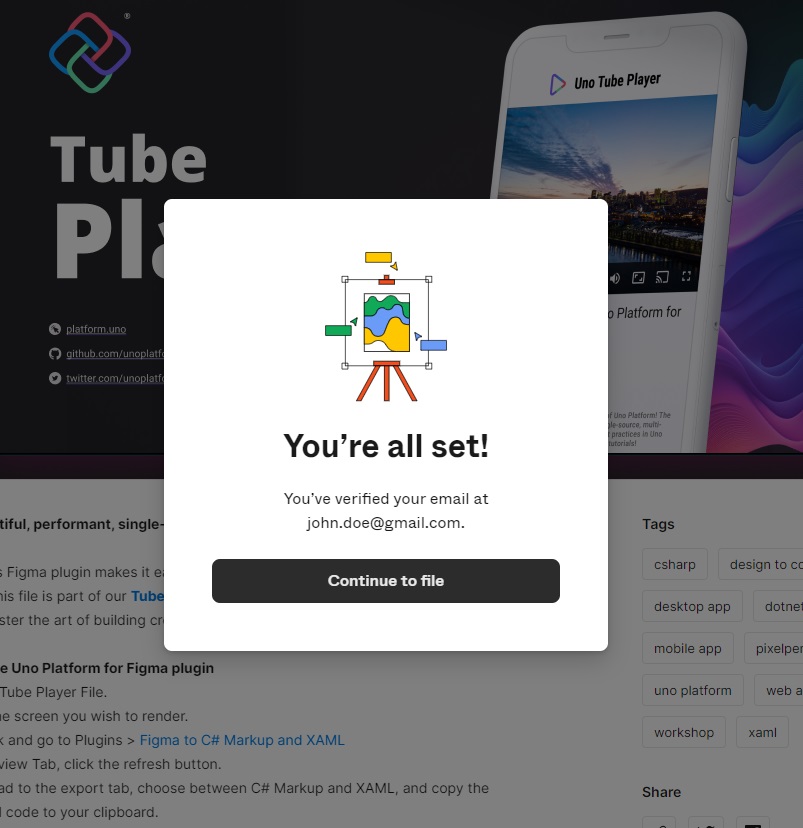 ®
Tube
Pla
platform.uno
github.com/unoplatfo
twitter.com/unoplatfo
Uno Tube Player
o Platform for
of Uno Platform! The
gle-source, multi-
t practices in Uno
tutorials!
You’re all set!
You’ve verified your email at
john.doe@gmail.com.
Continue to file
tiful, performant, single-
s Figma plugin makes it ea
his file is part of our Tube
ster the art of building cr
e Uno Platform for Figma plugin
Tube Player File.
he screen you wish to render.
k and go to Plugins > Figma to C# Markup and XAML
view Tab, click the refresh button.
ad to the export tab, choose between C# Markup and XAML, and copy the
d code to your clipboard.
Tags
csharp
design to co
desktop app
dotnet
mobile app
pixelper
uno platform
web a
workshop
xaml
Share